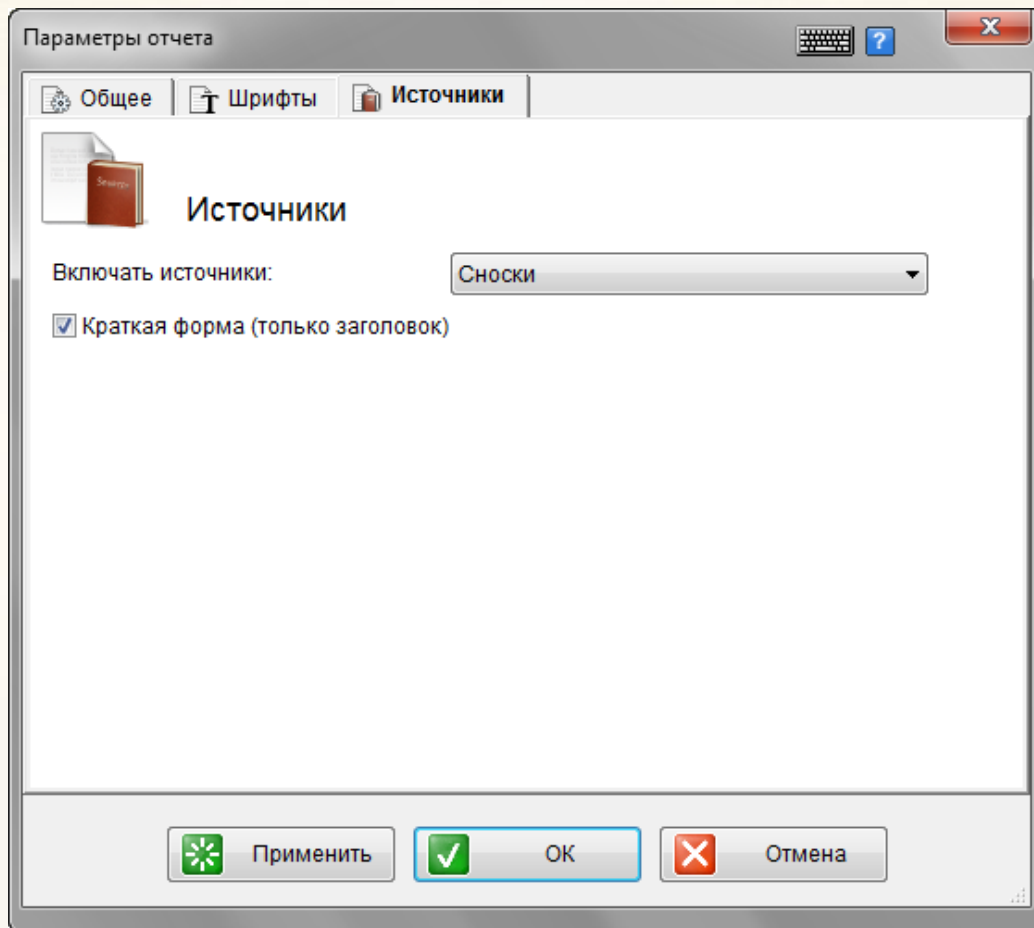 Параметры отчета
?
Общее
Шрифты
Источники
Источники
Включать источники:
Сноски
Краткая форма (только заголовок)
Применить
ОК
Отмена